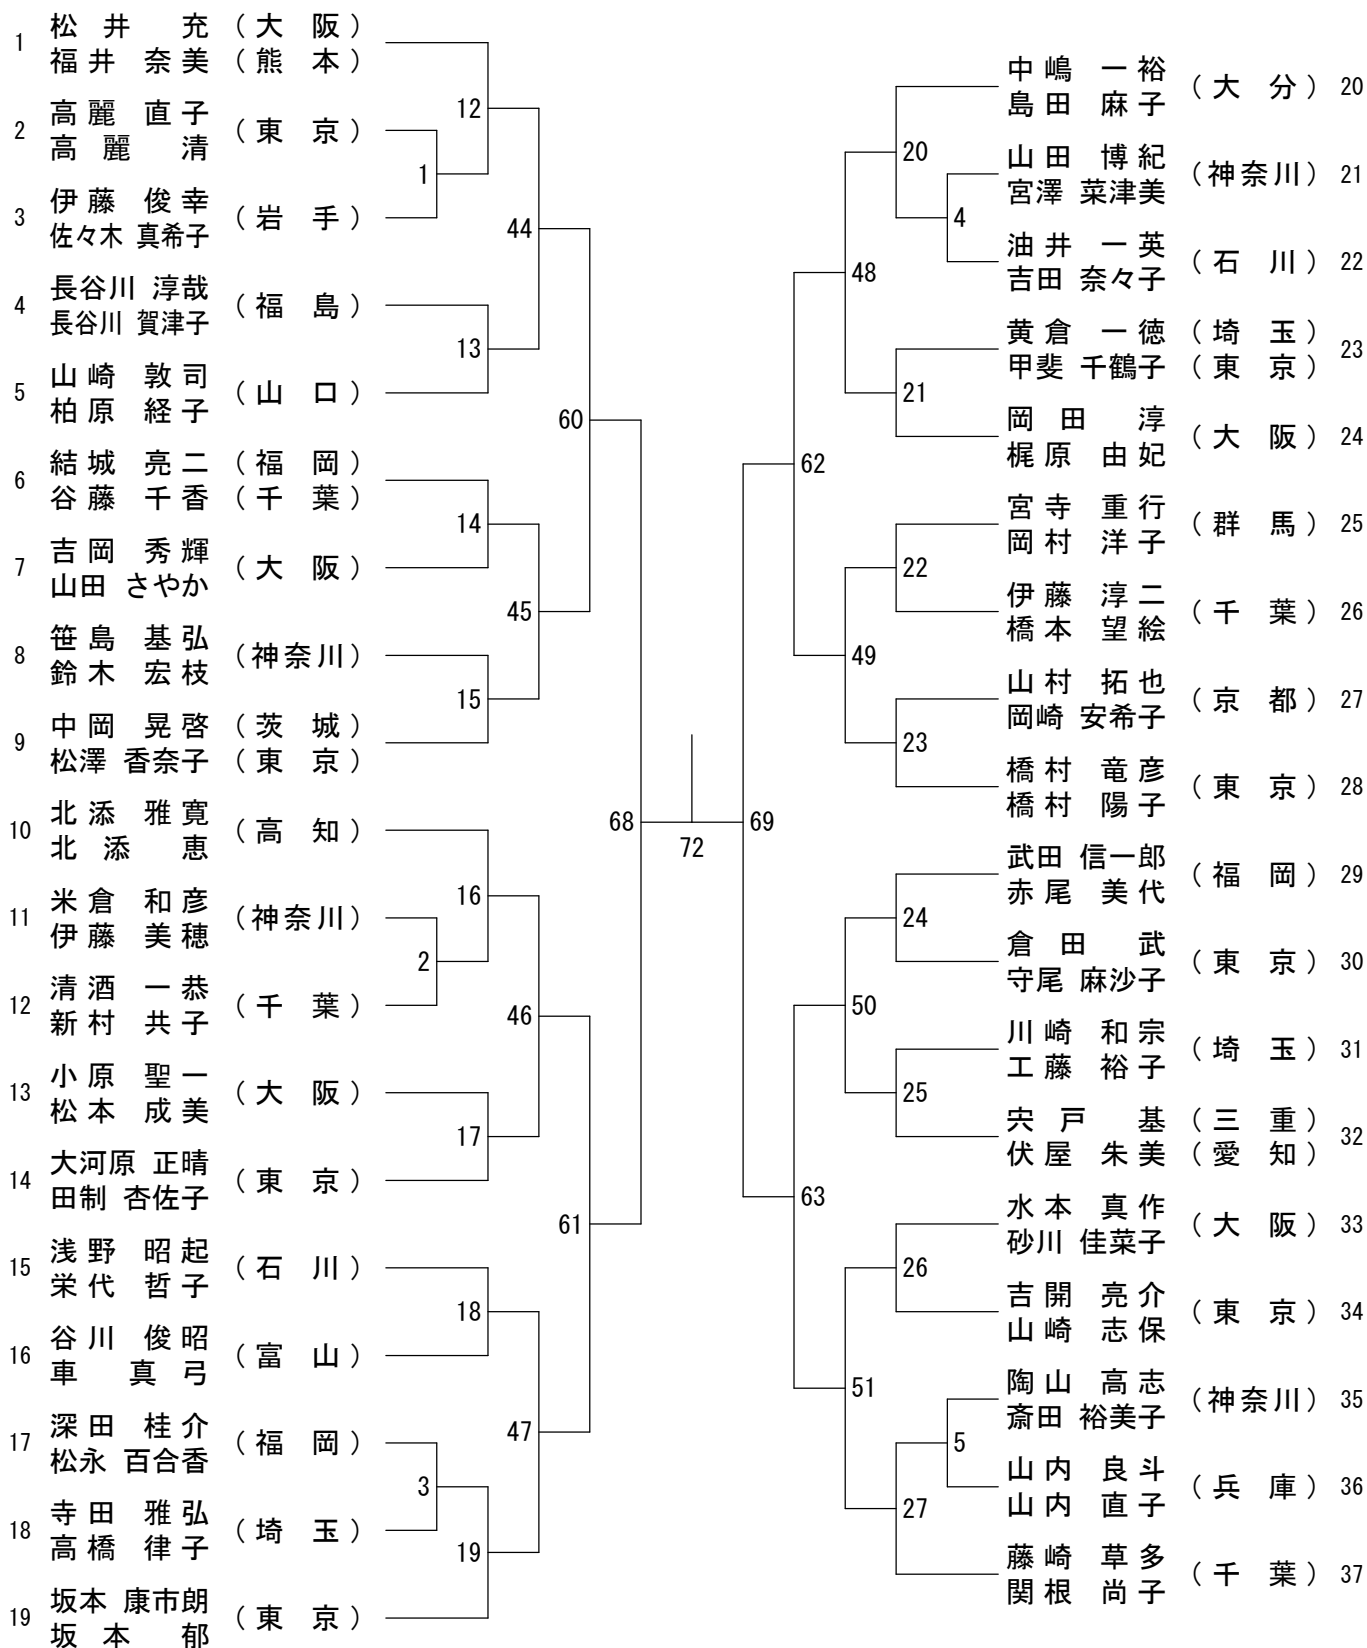 1 松井 充 （大阪）
福井 奈美 （熊本）
2 高麗 直子 （東京）
高麗 清
3 伊藤 俊幸 （岩手）
佐々木 真希子
4 長谷川 淳哉 （福島）
長谷川 賀津子
5 山崎 敦司 （山口）
柏原 経子
6 結城 亮二 （福岡）
谷藤 千香 （千葉）
7 吉岡 秀輝 （大阪）
山田 さやか
8 笹島 基弘 （神奈川）
鈴木 宏枝
9 中岡 晃啓 （茨城）
松澤 香奈子 （東京）
10 北添 雅寛 （高知）
北添 恵
11 米倉 和彦 （神奈川）
伊藤 美穂
12 清酒 一恭 （千葉）
新村 共子
13 小原 聖一 （大阪）
松本 成美
14 大河原 正晴 （東京）
田制 杏佐子
15 浅野 昭起 （石川）
栄代 哲子
16 谷川 俊昭 （富山）
車 真弓
17 深田 桂介 （福岡）
松永 百合香
18 寺田 雅弘 （埼玉）
高橋 律子
19 坂本 康市朗 （東京）
坂本 郁
12
1
44
13
60
14
45
15
68
16
2
46
17
61
18
47
3
19
72
69
20
4
48
21
62
22
49
23
24
50
25
63
26
51
5
27
中嶋 一裕 （大分） 20
島田 麻子
山田 博紀 （神奈川） 21
宮澤 菜津美
油井 一英 （石川） 22
吉田 奈々子
黄倉 一徳 （埼玉） 23
甲斐 千鶴子 （東京）
岡田 淳 （大阪） 24
梶原 由妃
宮寺 重行 （群馬） 25
岡村 洋子
伊藤 淳二 （千葉） 26
橋本 望絵
山村 拓也 （京都） 27
岡崎 安希子
橋村 竜彦 （東京） 28
橋村 陽子
武田 信一郎 （福岡） 29
赤尾 美代
倉田 武 （東京） 30
守尾 麻沙子
川崎 和宗 （埼玉） 31
工藤 裕子
宍戸 基 （三重） 32
伏屋 朱美 （愛知）
水本 真作 （大阪） 33
砂川 佳菜子
吉開 亮介 （東京） 34
山崎 志保
陶山 高志 （神奈川） 35
斎田 裕美子
山内 良斗 （兵庫） 36
山内 直子
藤崎 草多 （千葉） 37
関根 尚子